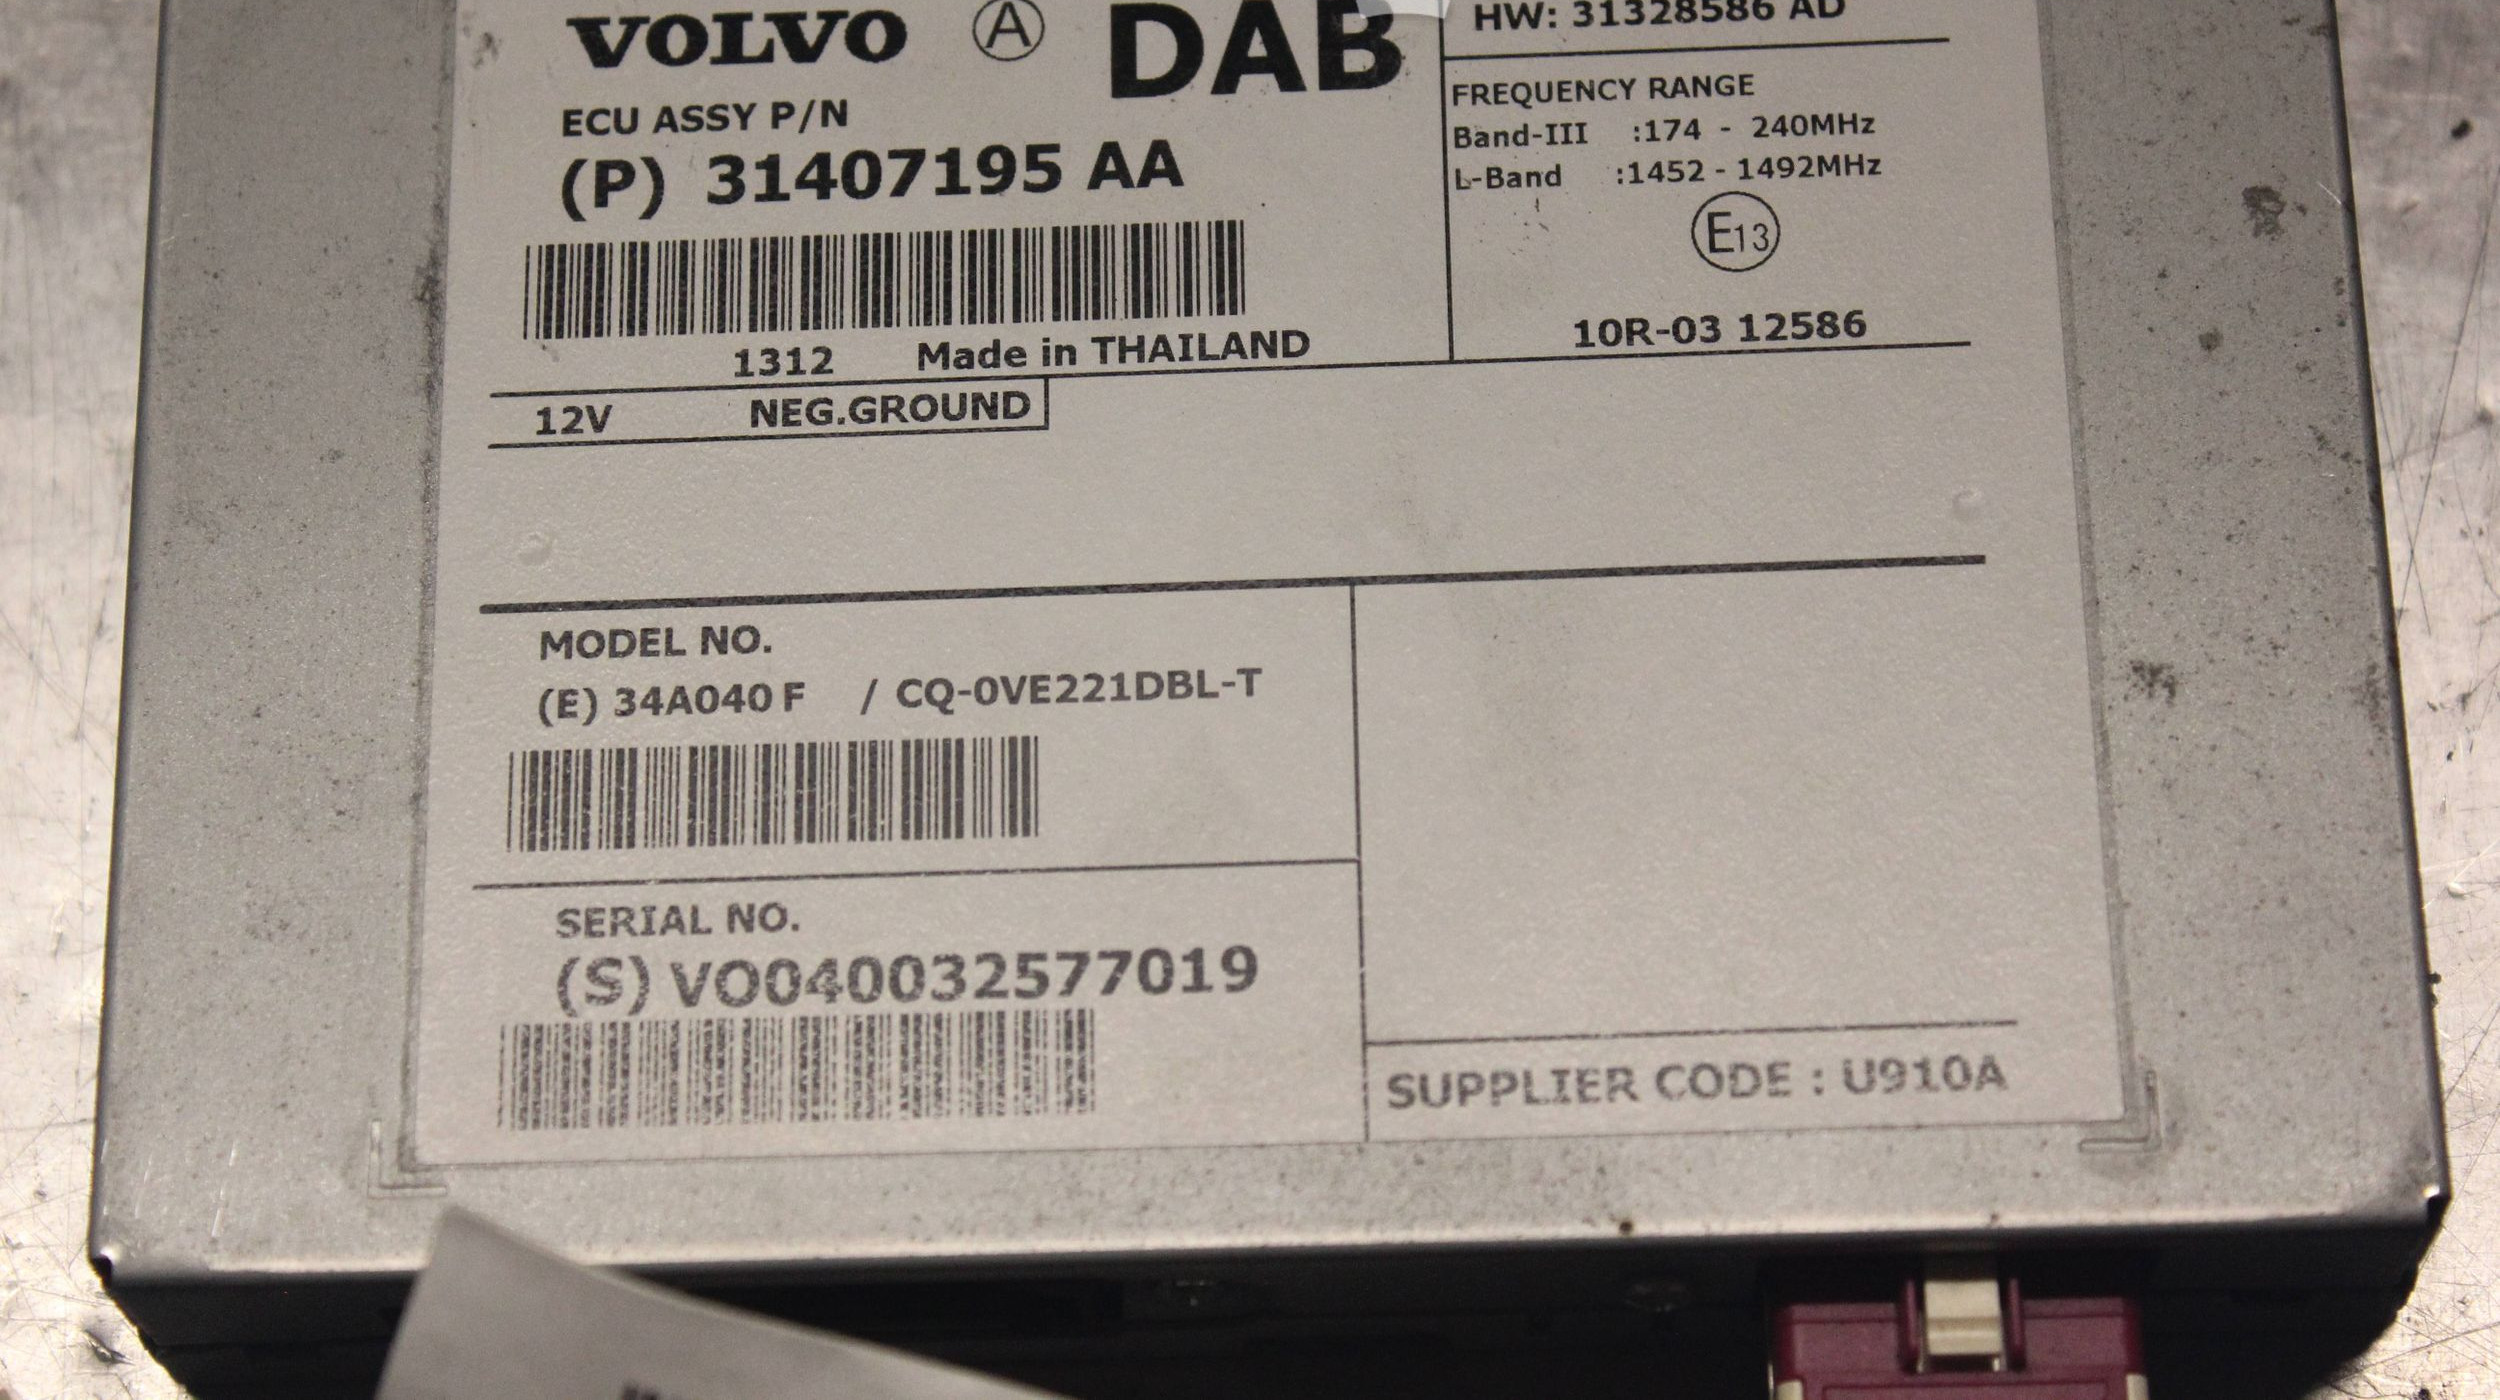 VOLVO Ⓐ DAB
ECU ASSY P/N
(P) 31407195 AA
1312 Made in THAILAND
12V NEG.GROUND
HW: 31328586 AD
FREQUENCY RANGE
Band-III :174 - 240MHz
L-Band :1452 - 1492MHz
E13
10R-03 12586
MODEL NO.
(E) 34A040 F / CQ-0VE221DBL-T
SERIAL NO.
(S) VO040032577019
SUPPLIER CODE : U910A